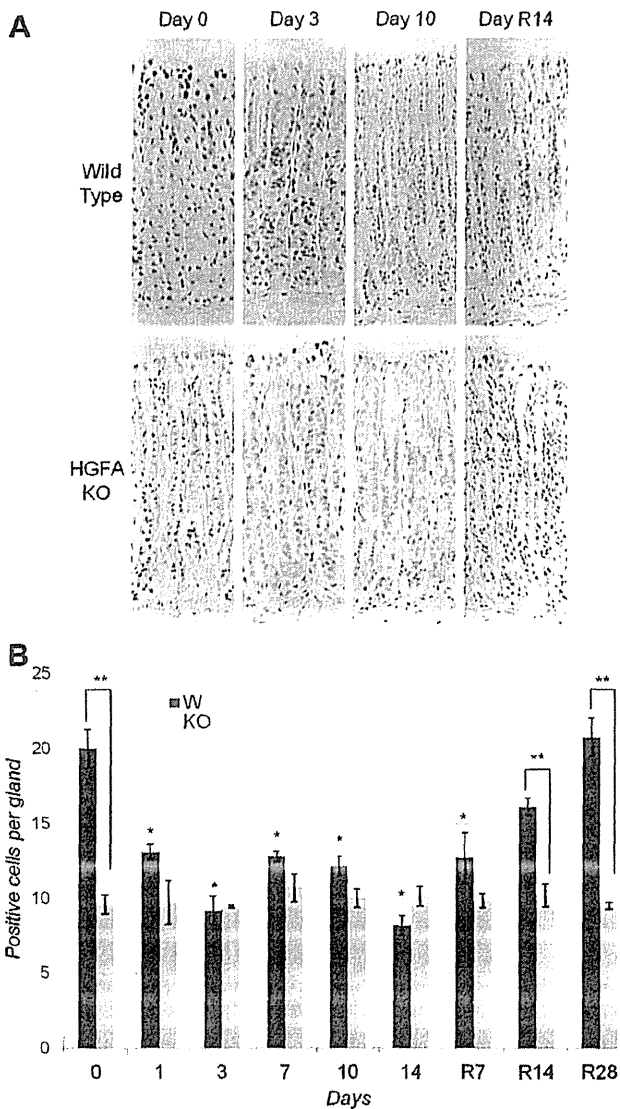 A
Day 0 Day 3 Day 10 Day R14
Wild
Type
HGFA
KO
B
25
20
15
10
5
0
Positive cells per gland
W
KO
**
*
*
*
*
*
*
**
**
0 1 3 7 10 14 R7 R14 R28
Days